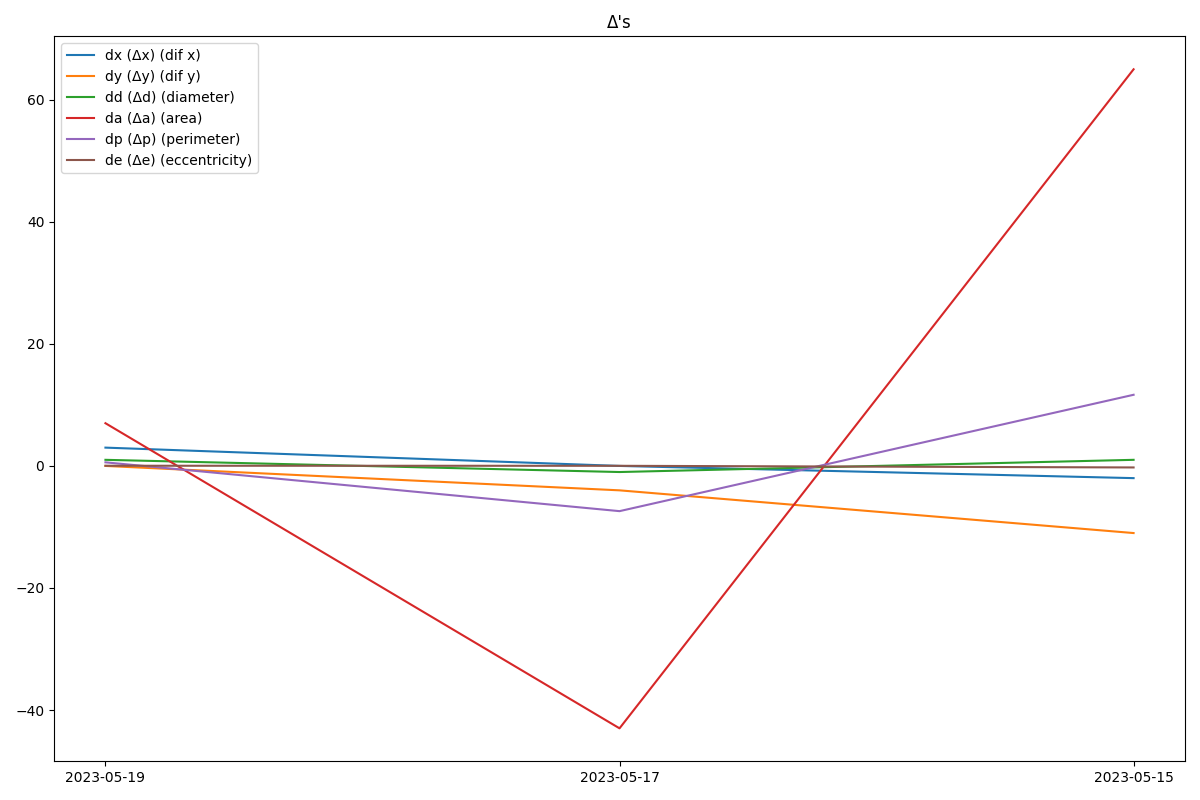 Δ's
dx (Δx) (dif x)
dy (Δy) (dif y)
dd (Δd) (diameter)
da (Δa) (area)
dp (Δp) (perimeter)
de (Δe) (eccentricity)
60
40
20
0
−20
−40
2023-05-19 2023-05-17 2023-05-15